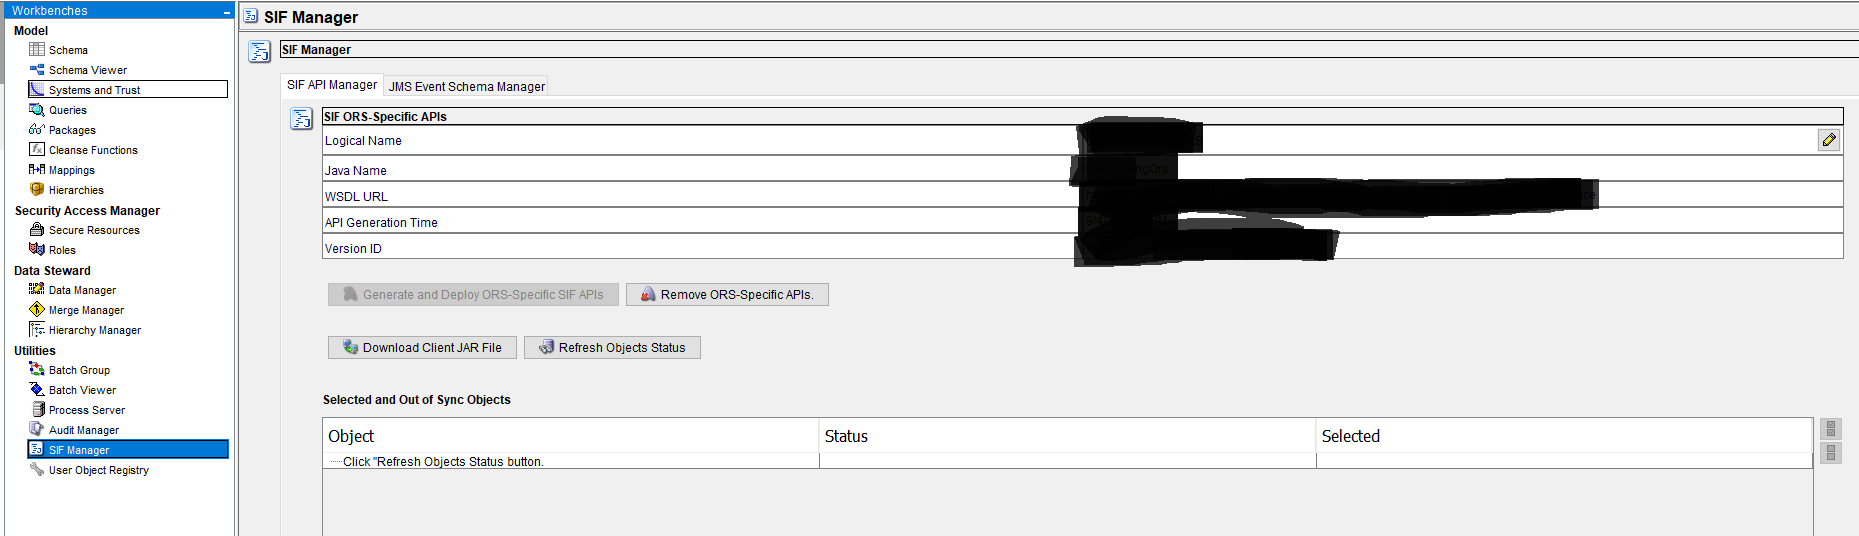 Workbenches
Model
Schema
Schema Viewer
Systems and Trust
Queries
Packages
Cleanse Functions
Mappings
Hierarchies
Security Access Manager
Secure Resources
Roles
Data Steward
Data Manager
Merge Manager
Hierarchy Manager
Utilities
Batch Group
Batch Viewer
Process Server
Audit Manager
SIF Manager
User Object Registry
SIF Manager
SIF Manager
SIF API Manager JMS Event Schema Manager
SIF ORS-Specific APIs
Logical Name
Java Name
WSDL URL
API Generation Time
Version ID
Generate and Deploy ORS-Specific SIF APIs Remove ORS-Specific APIs.
Download Client JAR File Refresh Objects Status
Selected and Out of Sync Objects
Object Status Selected
Click "Refresh Objects Status button.